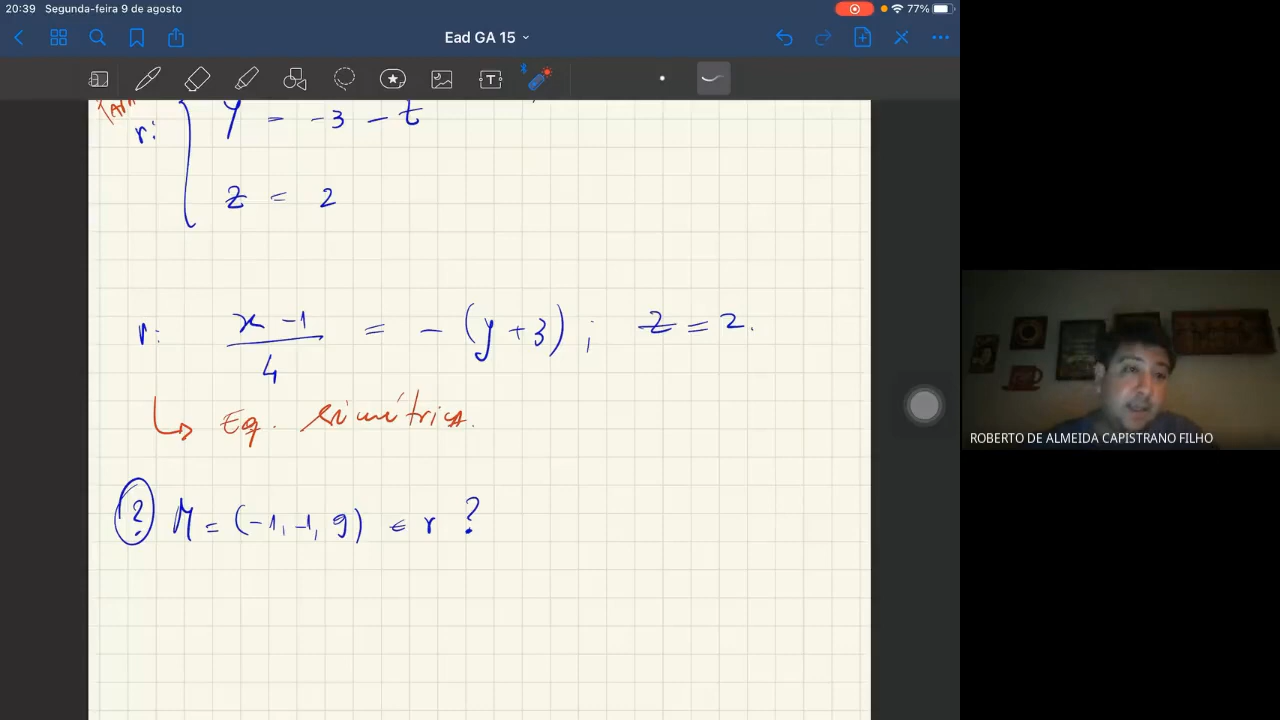 20:39 Segunda-feira 9 de agosto
77%
Ead GA 15
T
r: y = -3 - t
z = 2
r: x - 1 / 4 = - (y + 3) ; z = 2.
↳ Eq. simétrica.
? M = (-1, -1, 9) ∈ r ?
ROBERTO DE ALMEIDA CAPISTRANO FILHO